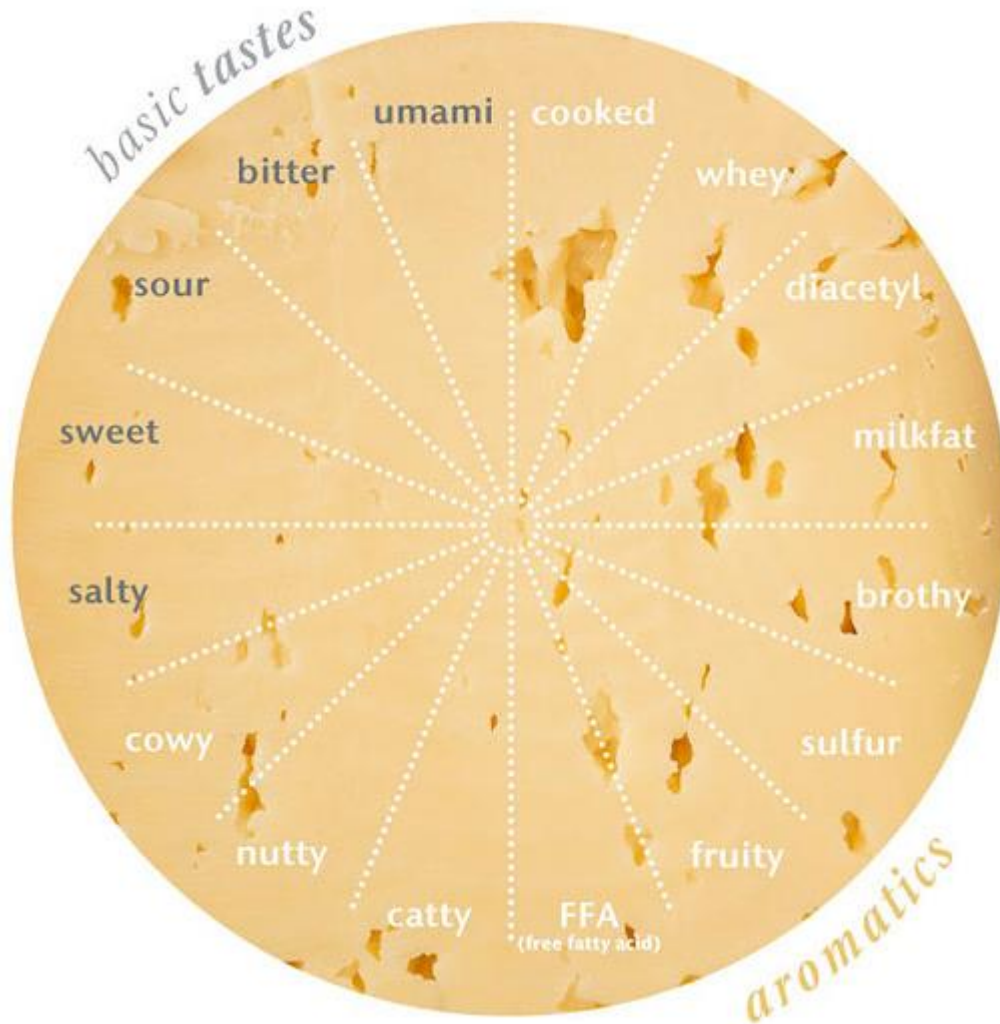 basic tastes
umami
cooked
bitter
whey
sour
diacetyl
sweet
milkfat
salty
brothy
cowy
sulfur
nutty
fruity
catty
FFA
(free fatty acid)
aromatics